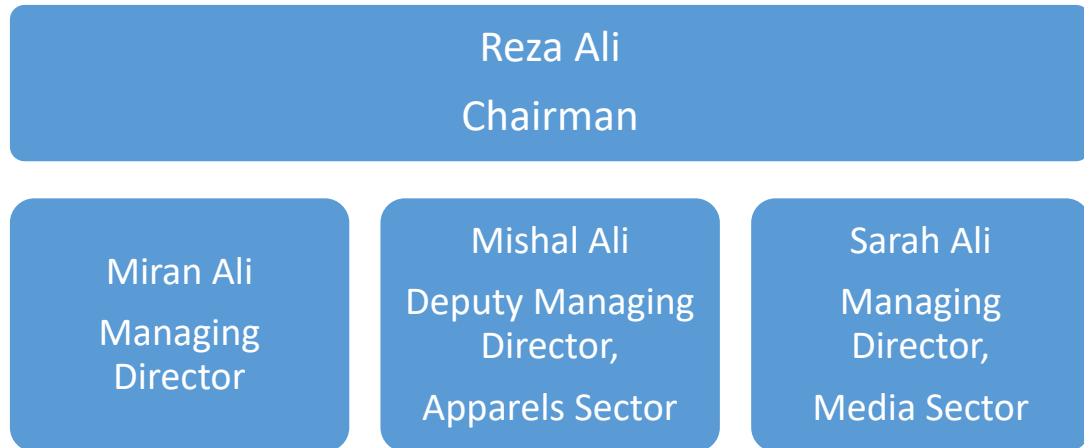 Reza Ali
Chairman
Miran Ali
Managing
Director
Mishal Ali
Deputy Managing
Director,
Apparels Sector
Sarah Ali
Managing
Director,
Media Sector